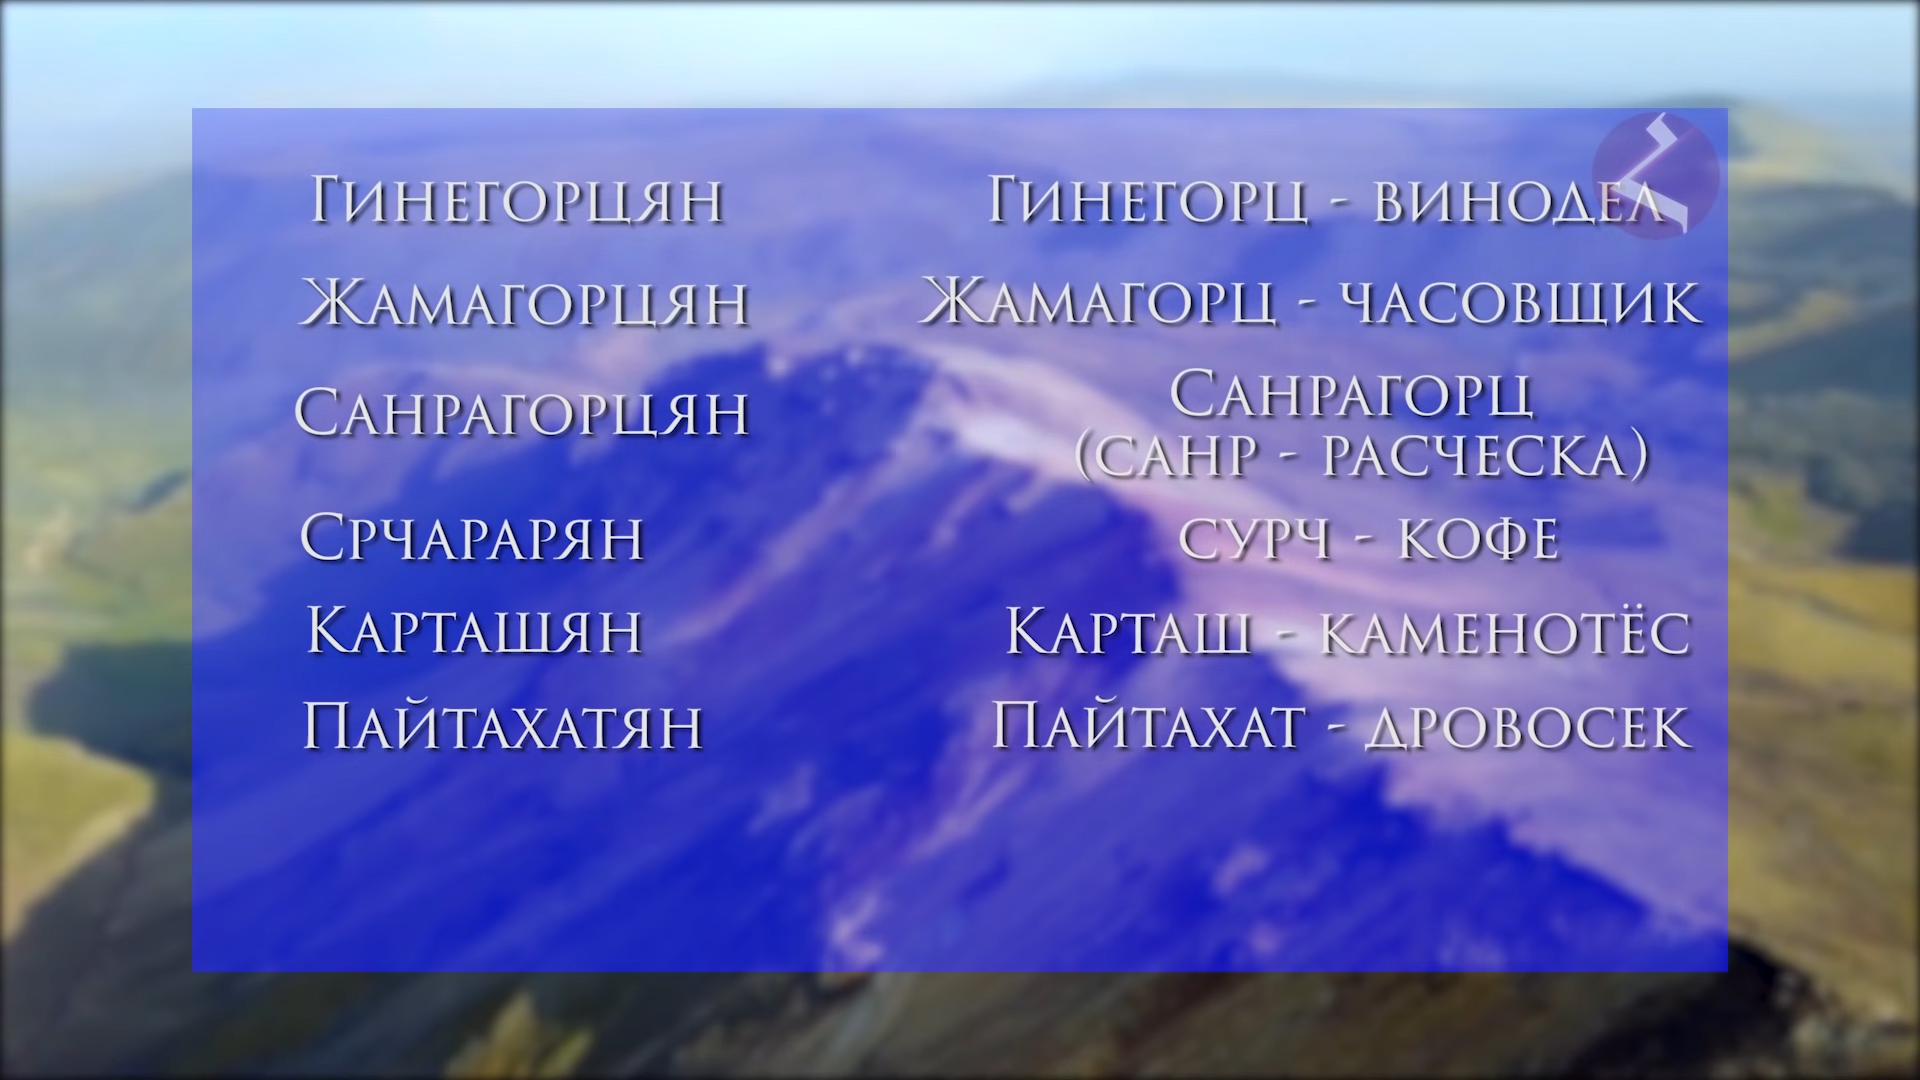 Гинегорцян Гинегорц - винодел
Жамагорцян Жамагорц - часовщик
Санрагорцян Санрагорц
(санр - расческа)
Срчарарян сурч - кофе
Карташян Карташ - каменотёс
Пайтахатян Пайтахат - дровосек